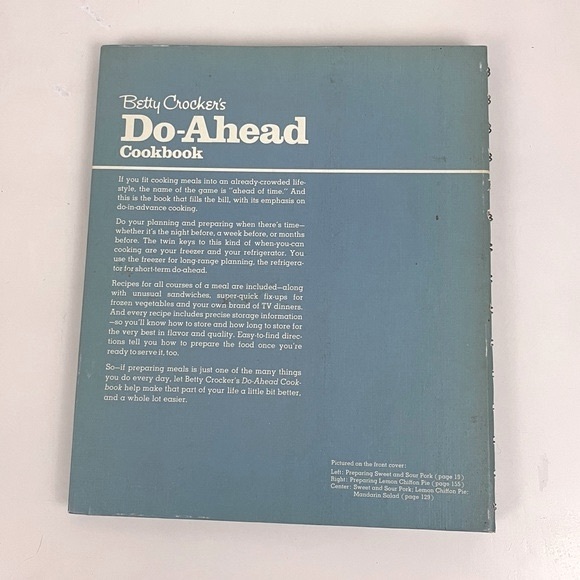 Betty Crocker's
Do-Ahead
Cookbook
If you fit cooking meals into an already-crowded life-
style, the name of the game is "ahead of time." And
this is the book that fills the bill, with its emphasis on
do-in-advance cooking.
Do your planning and preparing when there's time—
whether it's the night before, a week before, or months
before. The twin keys to this kind of when-you-can
cooking are your freezer and your refrigerator. You
use the freezer for long-range planning, the refrigera-
tor for short-term do-ahead.
Recipes for all courses of a meal are included—along
with unusual sandwiches, super-quick fix-ups for
frozen vegetables and your own brand of TV dinners.
And every recipe includes precise storage information
—so you'll know how to store and how long to store for
the very best in flavor and quality. Easy-to-find direc-
tions tell you how to prepare the food once you're
ready to serve it, too.
So—if preparing meals is just one of the many things
you do every day, let Betty Crocker's Do-Ahead Cook-
book help make that part of your life a little bit better,
and a whole lot easier.
Pictured on the front cover:
Left: Preparing Sweet and Sour Pork (page 15)
Right: Preparing Lemon Chiffon Pie (page 155)
Center: Sweet and Sour Pork; Lemon Chiffon Pie;
Mandarin Salad (page 129)